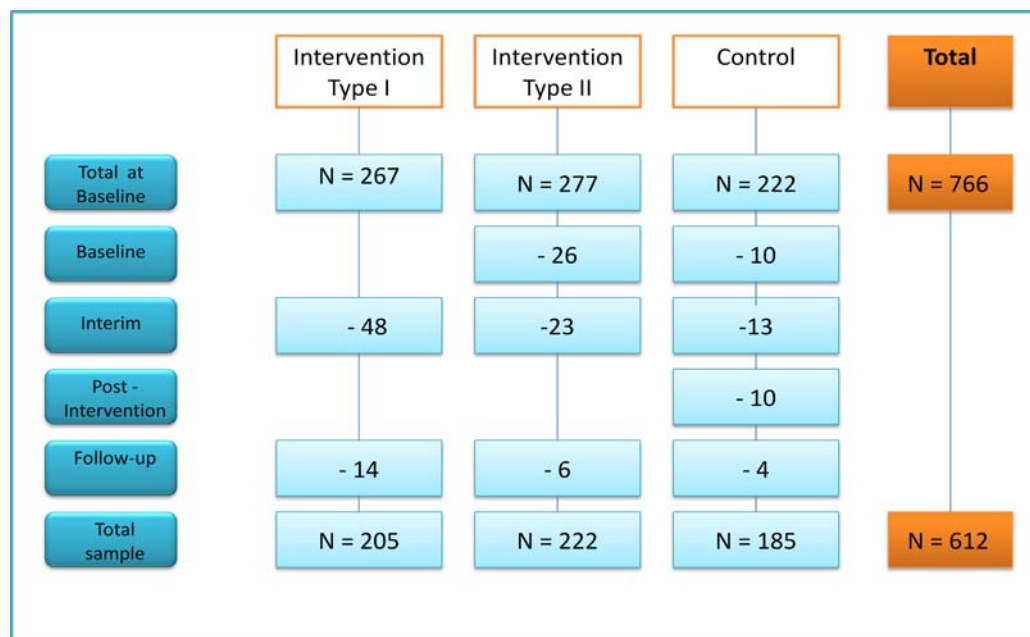 Intervention
Type I
Intervention
Type II
Control
Total
Total at
Baseline
N = 267
N = 277
N = 222
N = 766
Baseline
- 26
- 10
Interim
- 48
-23
-13
Post -
Intervention
- 10
Follow-up
- 14
- 6
- 4
Total
sample
N = 205
N = 222
N = 185
N = 612